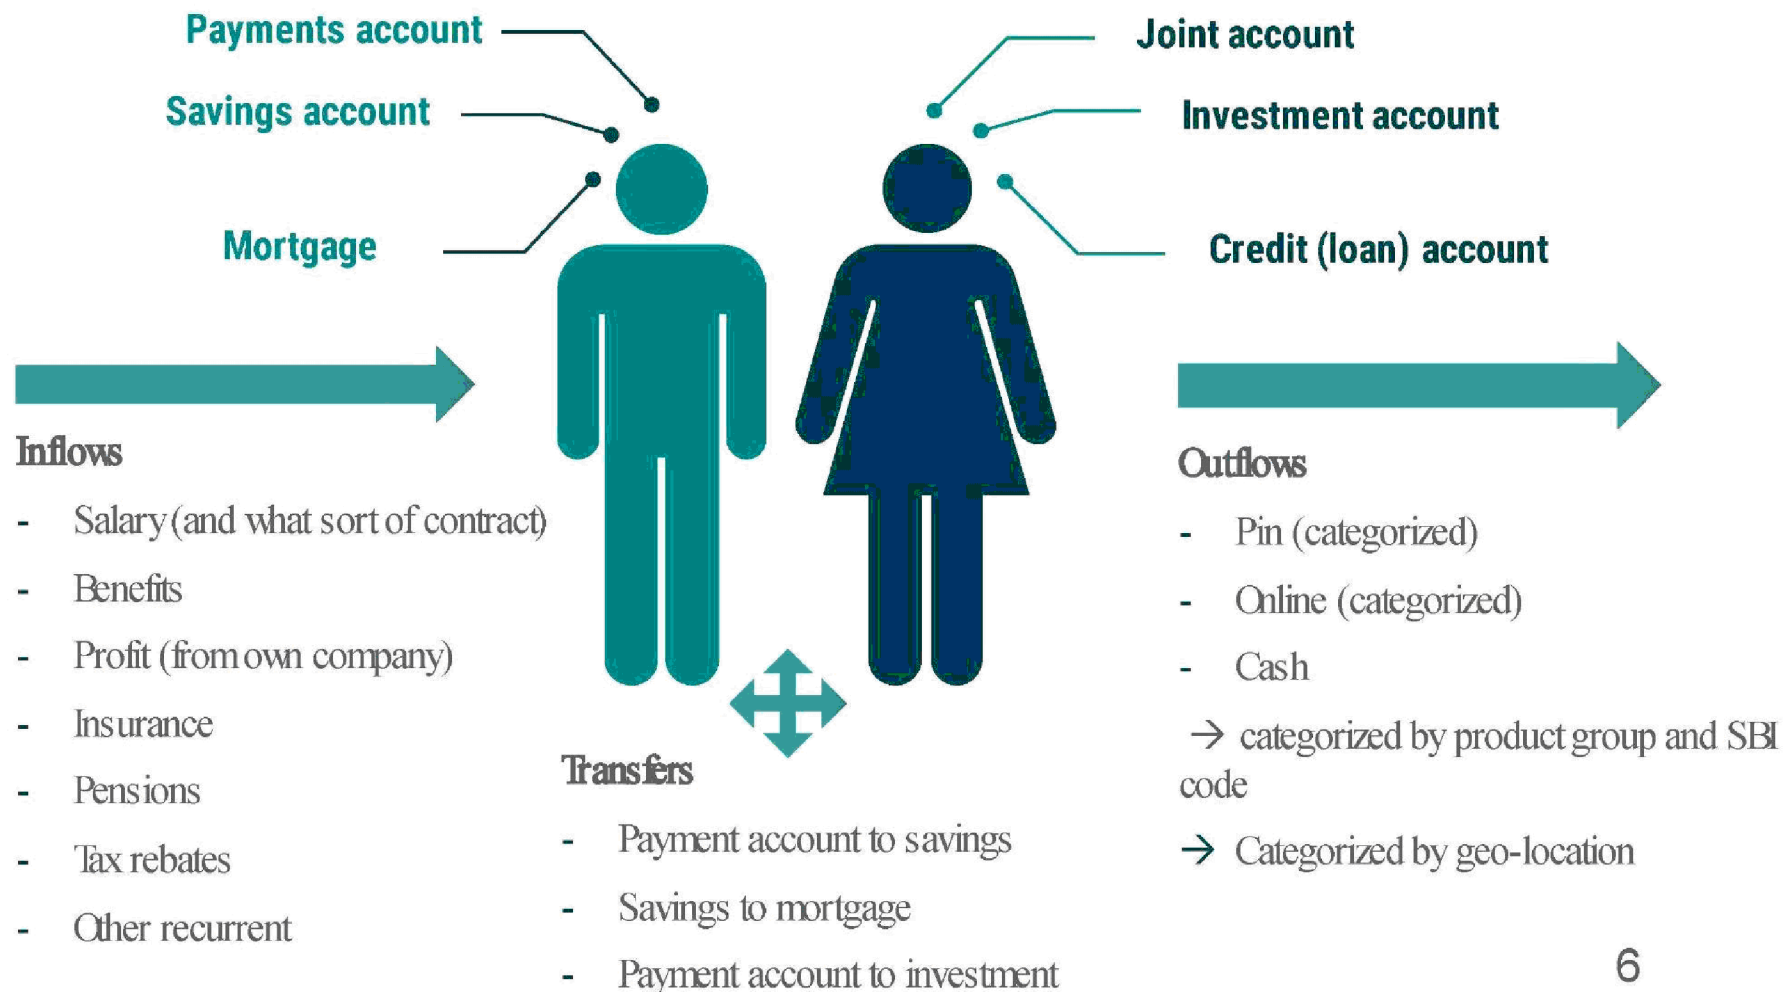 Payments account
Savings account
Mortgage
Joint account
Investment account
Credit (loan) account
Inflows
- Salary (and what sort of contract)
- Benefits
- Profit (from own company)
- Insurance
- Pensions
- Tax rebates
- Other recurrent
Transfers
- Payment account to savings
- Savings to mortgage
- Payment account to investment
Outflows
- Pin (categorized)
- Online (categorized)
- Cash
→ categorized by product group and SBI
code
→ Categorized by geo-location
6